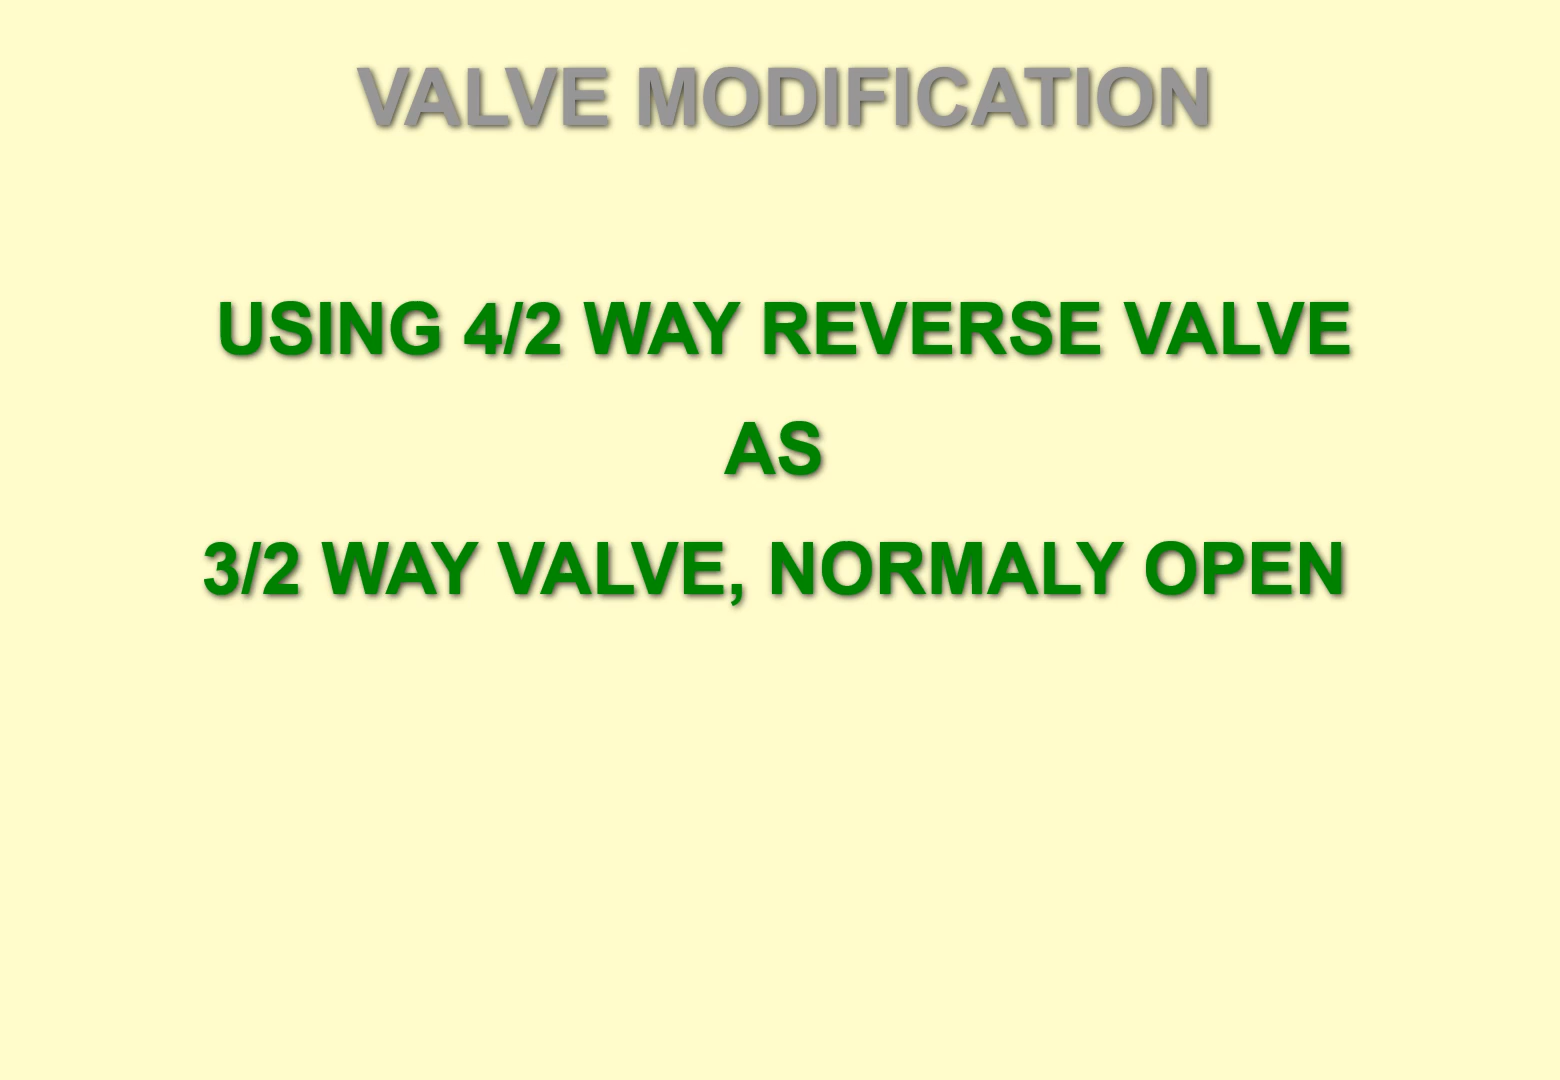 VALVE MODIFICATION
USING 4/2 WAY REVERSE VALVE
AS
3/2 WAY VALVE, NORMALY OPEN